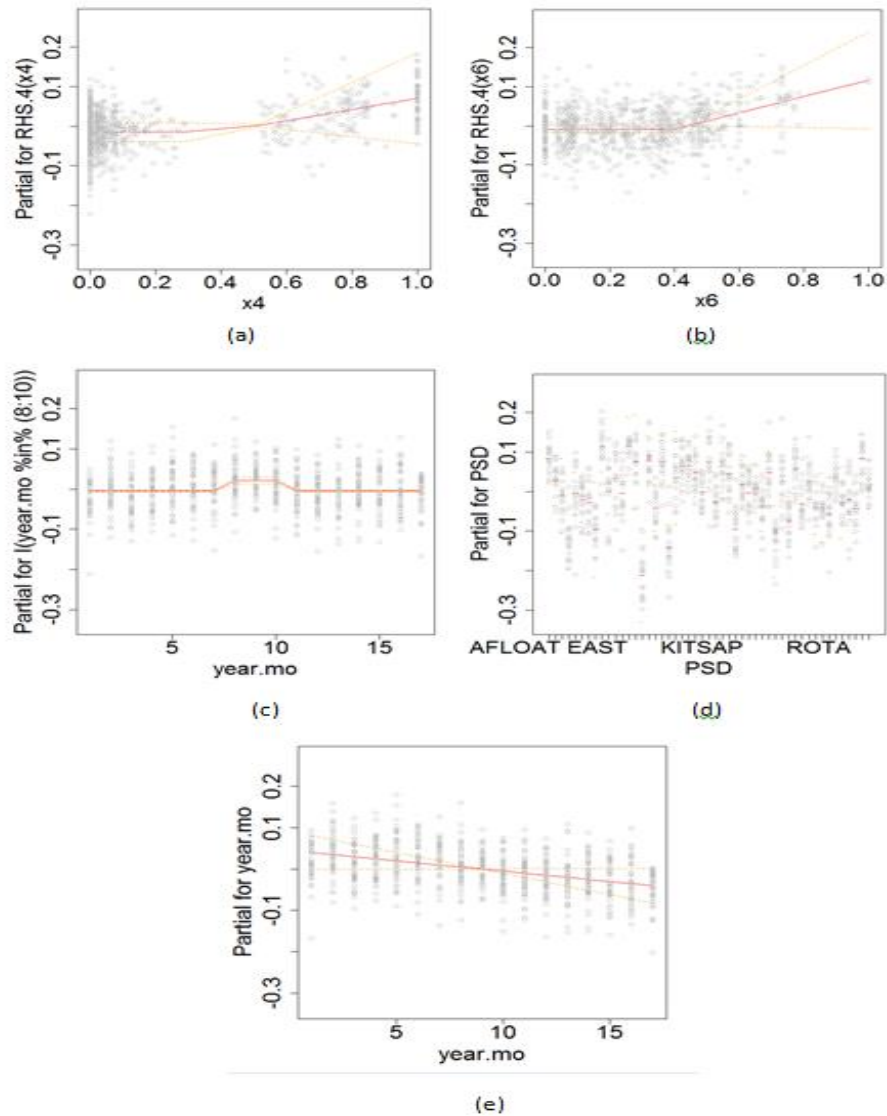 Partial for RHS.4(x4)
0.2
0.1
-0.1
-0.3
0.0 0.2 0.4 0.6 0.8 1.0
x4
(a)
Partial for RHS.4(x6)
0.2
0.1
-0.1
-0.3
0.0 0.2 0.4 0.6 0.8 1.0
x6
(b)
Partial for I(year.mo %in% (8:10))
0.2
0.1
-0.1
-0.3
5 10 15
year.mo
(c)
Partial for PSD
0.2
0.1
-0.1
-0.3
AFLOAT EAST KITSAP ROTA
PSD
(d)
Partial for year.mo
0.2
0.1
-0.1
-0.3
5 10 15
year.mo
(e)